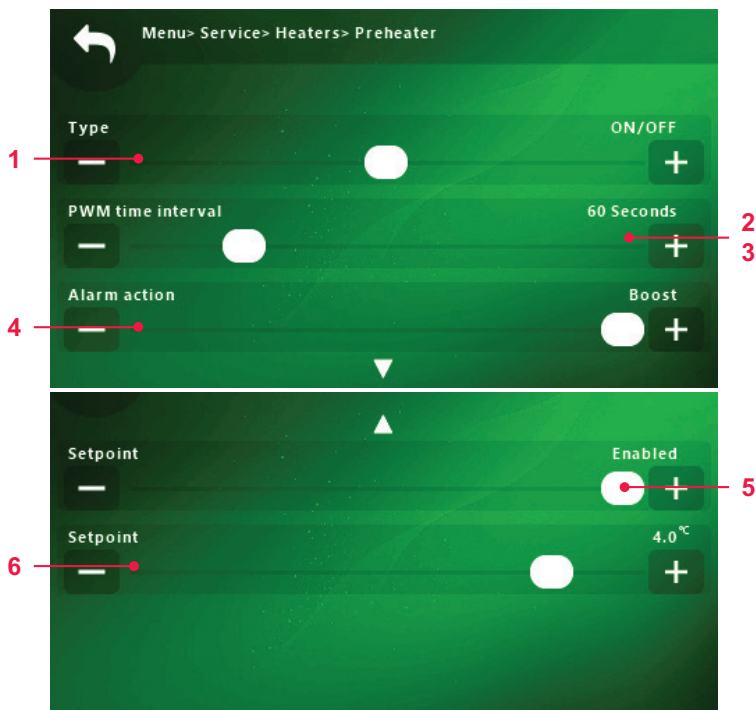 Menu> Service> Heaters> Preheater
Type ON/OFF
1
PWM time interval 60 Seconds
2
3
Alarm action Boost
4
Setpoint Enabled
5
Setpoint 4.0°C
6